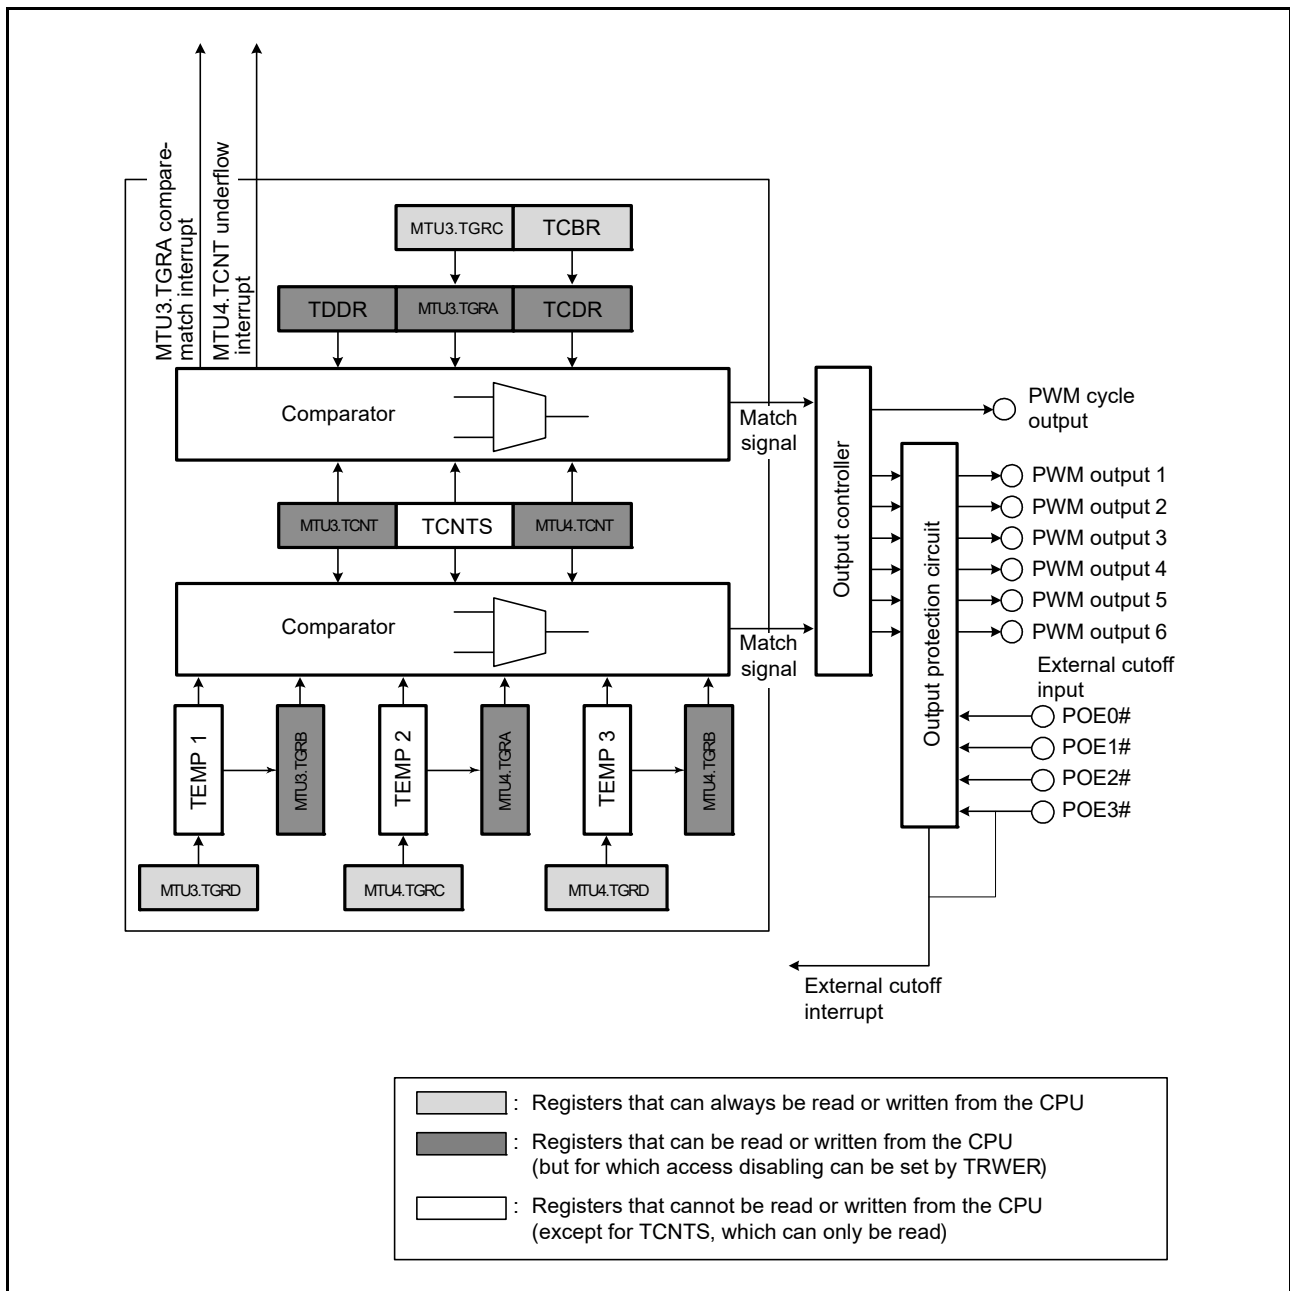 MTU3.TGRA compare-
match interrupt
MTU4.TCNT underflow
interrupt
MTU3.TGRC
TCBR
TDDR
MTU3.TGRA
TCDR
Comparator
Match
signal
MTU3.TCNT
TCNTS
MTU4.TCNT
Comparator
Match
signal
TEMP 1
MTU3.TGRB
TEMP 2
MTU4.TGRA
TEMP 3
MTU4.TGRB
MTU3.TGRD
MTU4.TGRC
MTU4.TGRD
Output controller
Output protection circuit
PWM cycle
output
PWM output 1
PWM output 2
PWM output 3
PWM output 4
PWM output 5
PWM output 6
External cutoff
input
POE0#
POE1#
POE2#
POE3#
External cutoff
interrupt
: Registers that can always be read or written from the CPU
: Registers that can be read or written from the CPU
(but for which access disabling can be set by TRWER)
: Registers that cannot be read or written from the CPU
(except for TCNTS, which can only be read)